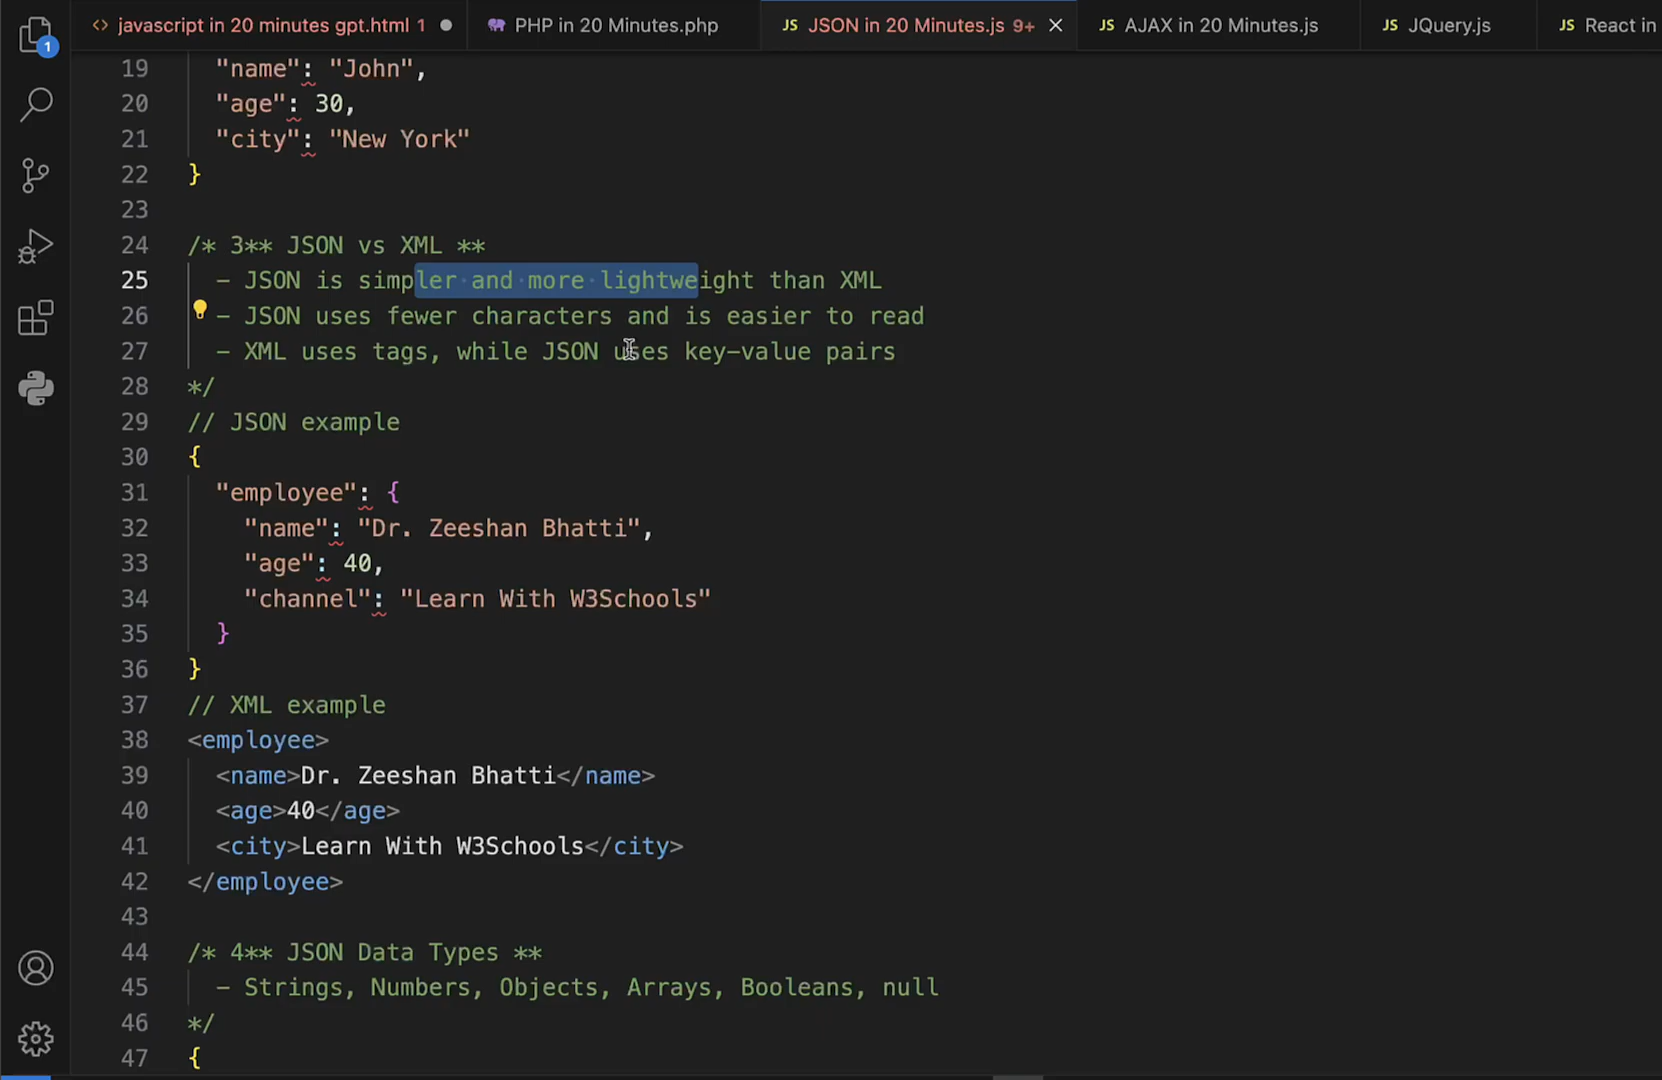 javascript in 20 minutes gpt.html 1
PHP in 20 Minutes.php
JS JSON in 20 Minutes.js 9+
JS AJAX in 20 Minutes.js
JS JQuery.js
JS React in
1
19 "name": "John",
20 "age": 30,
21 "city": "New York"
22 }
23
24 /* 3** JSON vs XML **
25 - JSON is simpler and more lightweight than XML
26 - JSON uses fewer characters and is easier to read
27 - XML uses tags, while JSON uses key-value pairs
28 */
29 // JSON example
30 {
31 "employee": {
32 "name": "Dr. Zeeshan Bhatti",
33 "age": 40,
34 "channel": "Learn With W3Schools"
35 }
36 }
37 // XML example
38 <employee>
39 <name>Dr. Zeeshan Bhatti</name>
40 <age>40</age>
41 <city>Learn With W3Schools</city>
42 </employee>
43
44 /* 4** JSON Data Types **
45 - Strings, Numbers, Objects, Arrays, Booleans, null
46 */
47 {